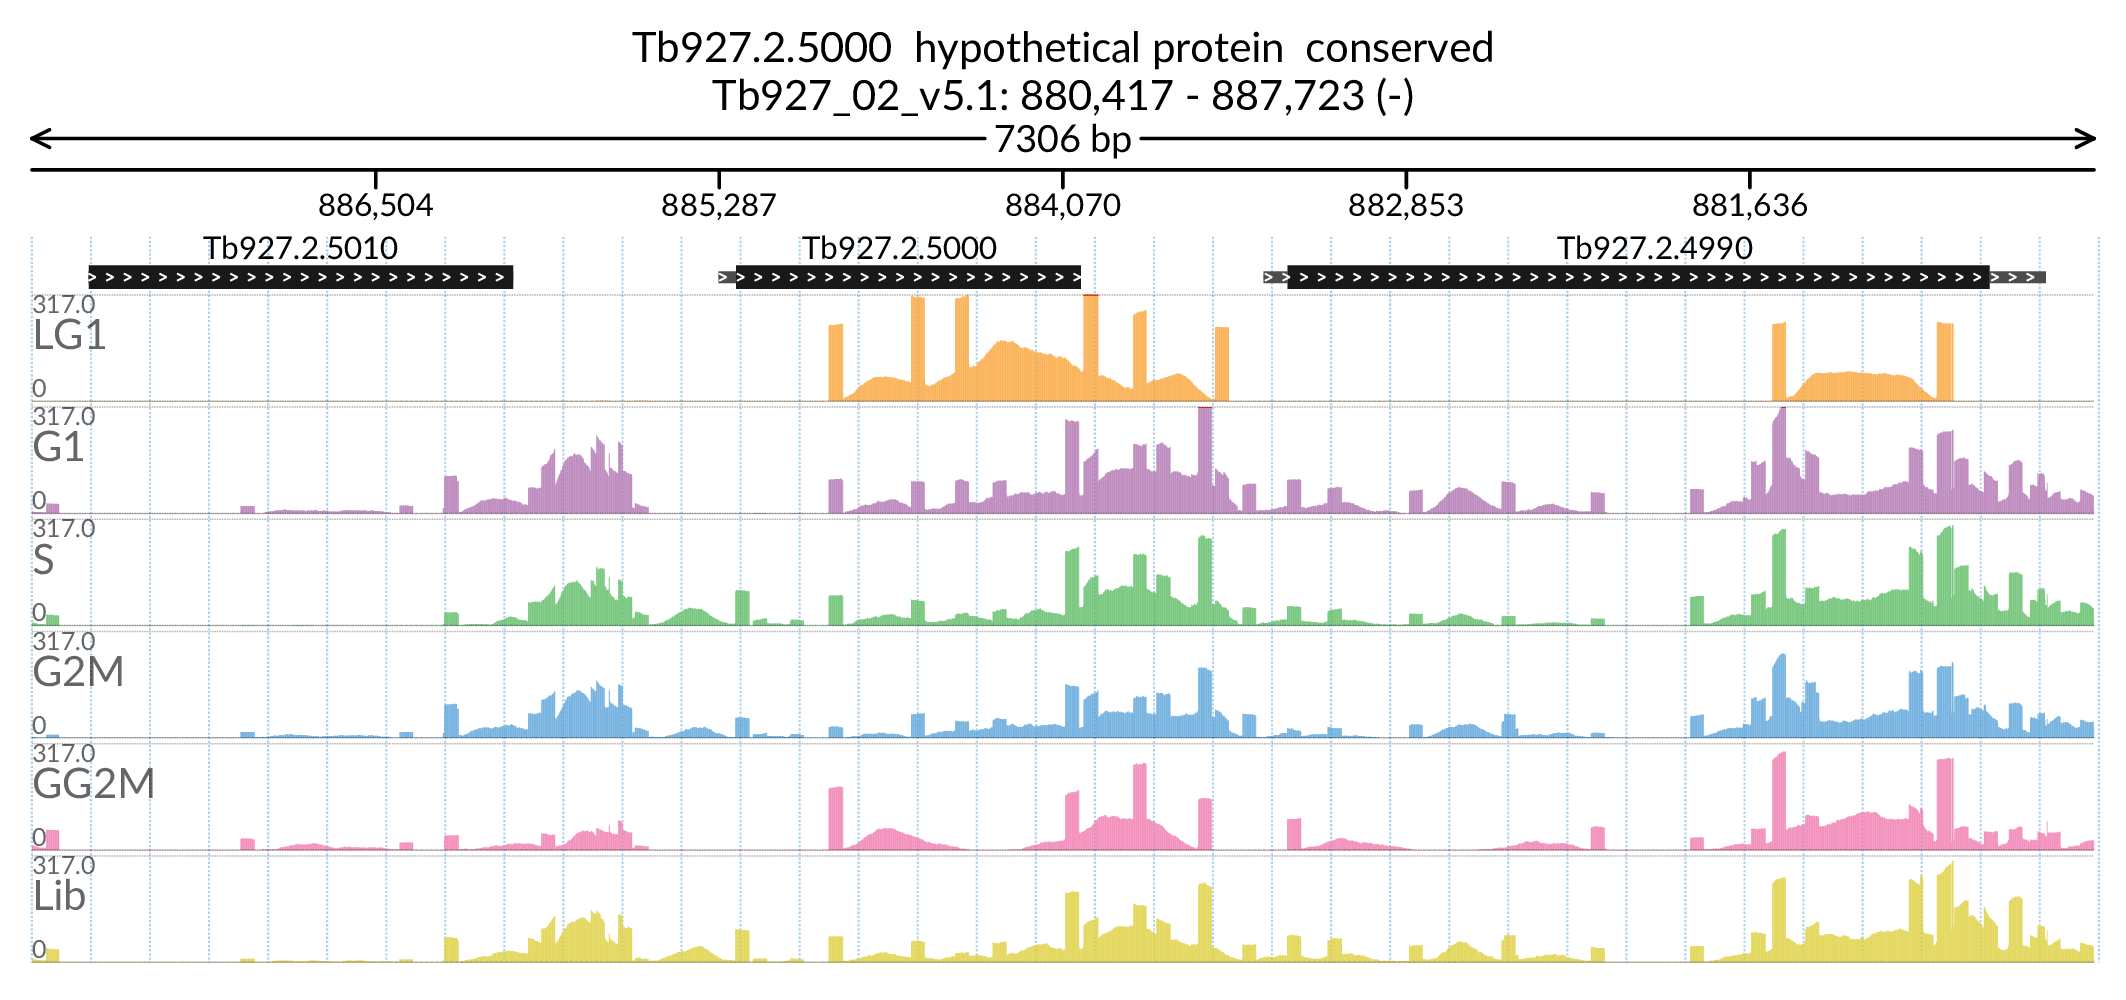 Tb927.2.5000 hypothetical protein conserved
Tb927_02_v5.1: 880,417 - 887,723 (-)
7306 bp
886,504 885,287 884,070 882,853 881,636
Tb927.2.5010 Tb927.2.5000 Tb927.2.4990
317.0
LG1
0
317.0
G1
0
317.0
S
0
317.0
G2M
0
317.0
GG2M
0
317.0
Lib
0